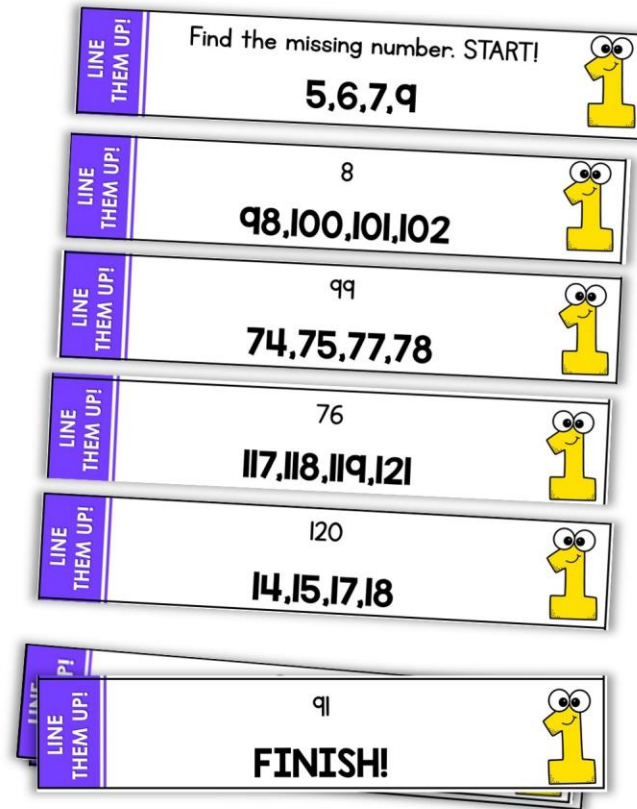 LINE
THEM UP!
Find the missing number. START!
5,6,7,9
LINE
THEM UP!
8
98,100,101,102
LINE
THEM UP!
99
74,75,77,78
LINE
THEM UP!
76
117,118,119,121
LINE
THEM UP!
120
14,15,17,18
LINE
THEM UP!
91
FINISH!